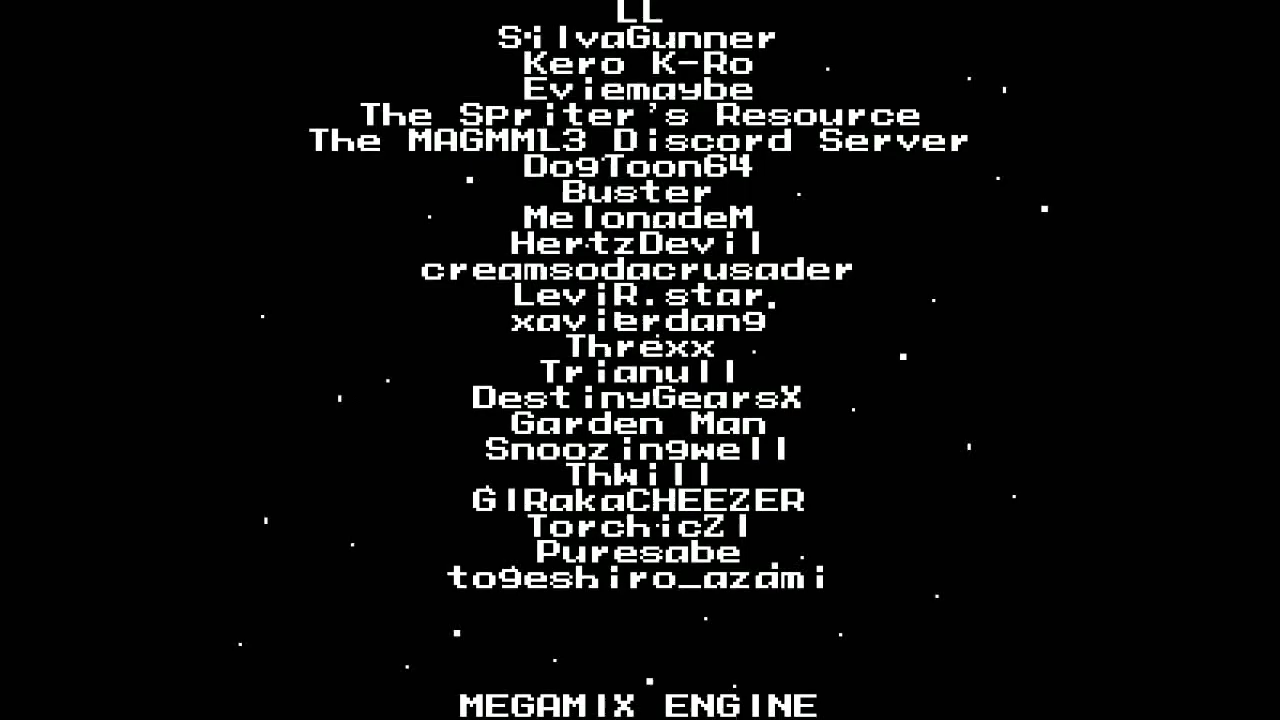 LL
SilvaGunner
Kero K-Ro
Eviemaybe
The Spriter's Resource
The MAGMML3 Discord Server
DogToon64
Buster
MelonadeM
HertzDevil
creamsodacrusader
LeviR.star
xavierdang
Threxx
Trianull
DestinyGearsX
Garden Man
Snoozingwell
ThWill
GIRakaCHEEZER
TorchicZI
Puresabe
togeshiro_azami
MEGAMIX ENGINE